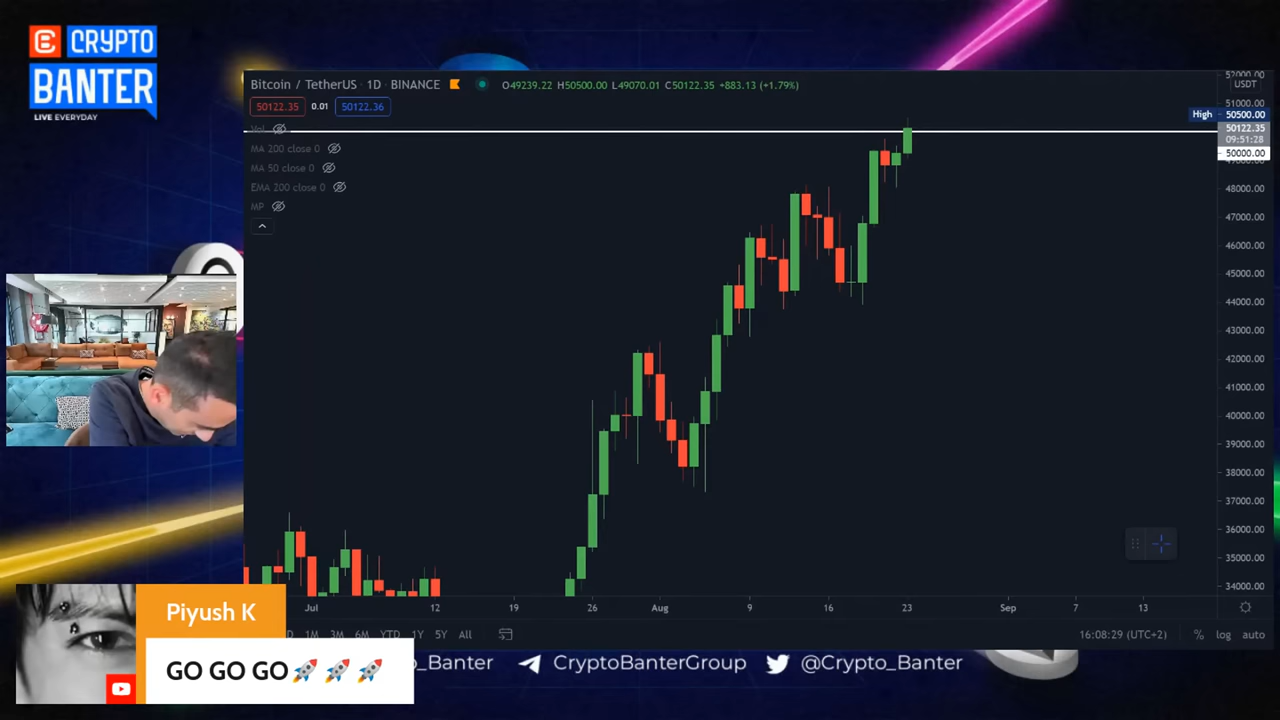 CRYPTO
BANTER
LIVE EVERYDAY
Bitcoin / TetherUS · 1D · BINANCE O49239.22 H50500.00 L49070.01 C50122.35 +883.13 (+1.79%)
50122.35 0.01 50122.36
Vol
MA 200 close 0
MA 50 close 0
EMA 200 close 0
MP
52000.00
USDT
51000.00
High 50500.00
50122.35
09:51:28
50000.00
49000.00
48000.00
47000.00
46000.00
45000.00
44000.00
43000.00
42000.00
41000.00
40000.00
39000.00
38000.00
37000.00
36000.00
35000.00
34000.00
Jul 12 19 26 Aug 9 16 23 Sep 7 13
D 1M 3M 6M YTD 1Y 5Y All 16:08:29 (UTC+2) % log auto
Piyush K
GO GO GO🚀 🚀 🚀
_Banter CryptoBanterGroup @Crypto_Banter